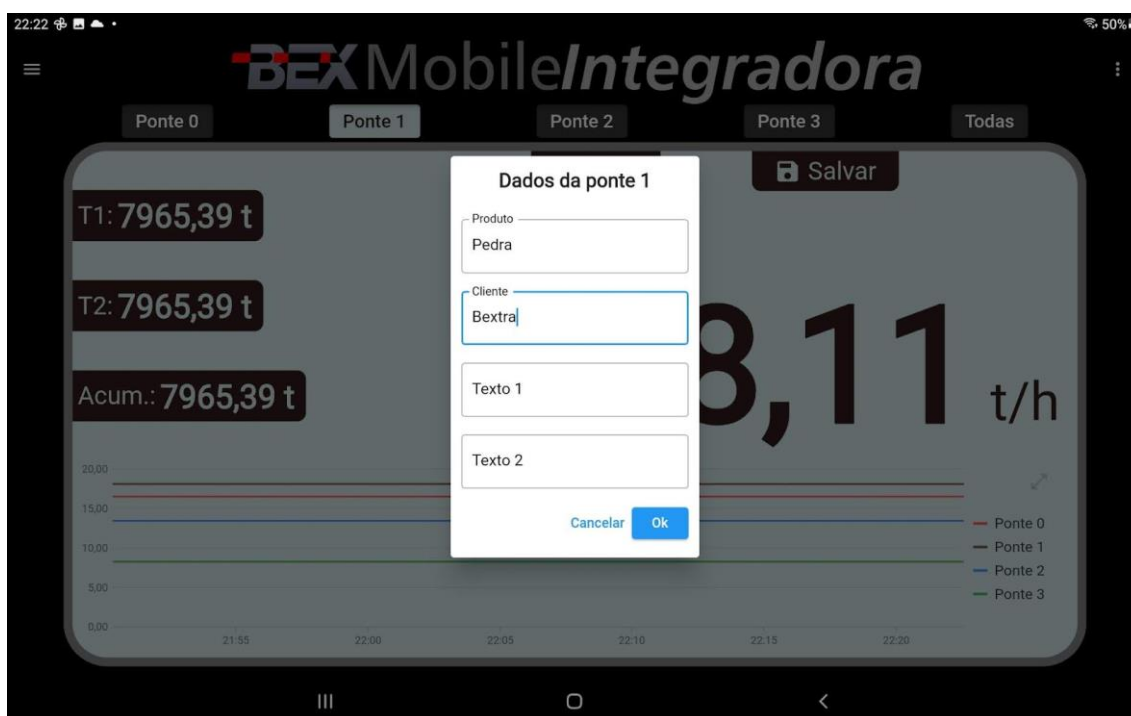 22:22
50%
BEX MobileIntegradora
Ponte 0
Ponte 1
Ponte 2
Ponte 3
Todas
Salvar
T1: 7965,39 t
T2: 7965,39 t
Acum.: 7965,39 t
8,11 t/h
Dados da ponte 1
Produto
Pedra
Cliente
Bextra
Texto 1
Texto 2
Cancelar
Ok
20,00
15,00
10,00
5,00
0,00
21:55
22:00
22:05
22:10
22:15
22:20
Ponte 0
Ponte 1
Ponte 2
Ponte 3